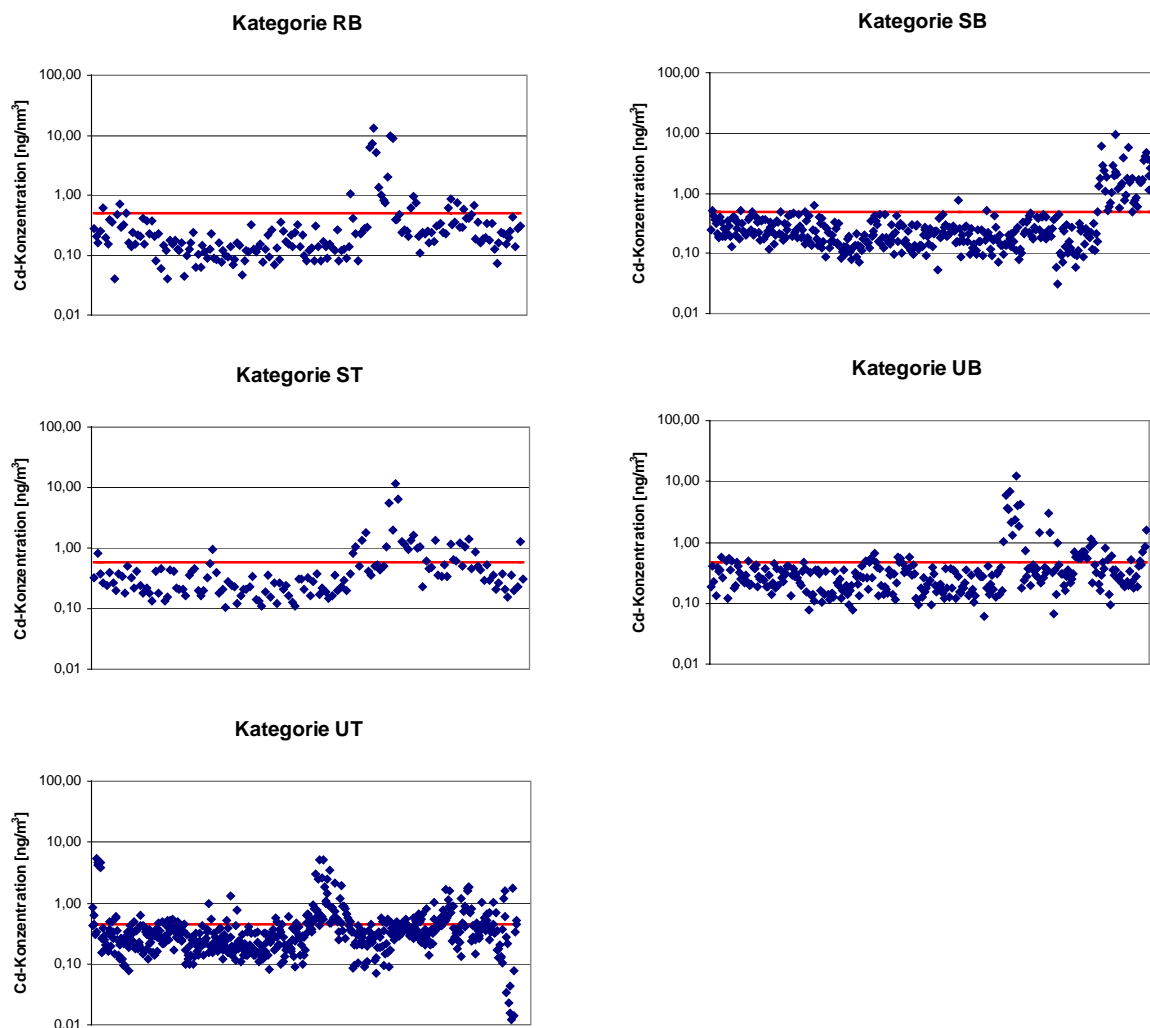 Kategorie RB
Cd-Konzentration [ng/nm³]
100,00
10,00
1,00
0,10
0,01
Kategorie SB
Cd-Konzentration [ng/m³]
100,00
10,00
1,00
0,10
0,01
Kategorie ST
Cd-Konzentration [ng/m³]
100,00
10,00
1,00
0,10
0,01
Kategorie UB
Cd-Konzentration [ng/m³]
100,00
10,00
1,00
0,10
0,01
Kategorie UT
Cd-Konzentration [ng/m³]
100,00
10,00
1,00
0,10
0,01